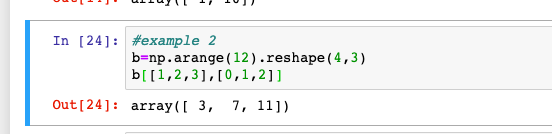 In [24]: #example 2
b=np.arange(12).reshape(4,3)
b[[1,2,3],[0,1,2]]
Out[24]: array([ 3,  7, 11])